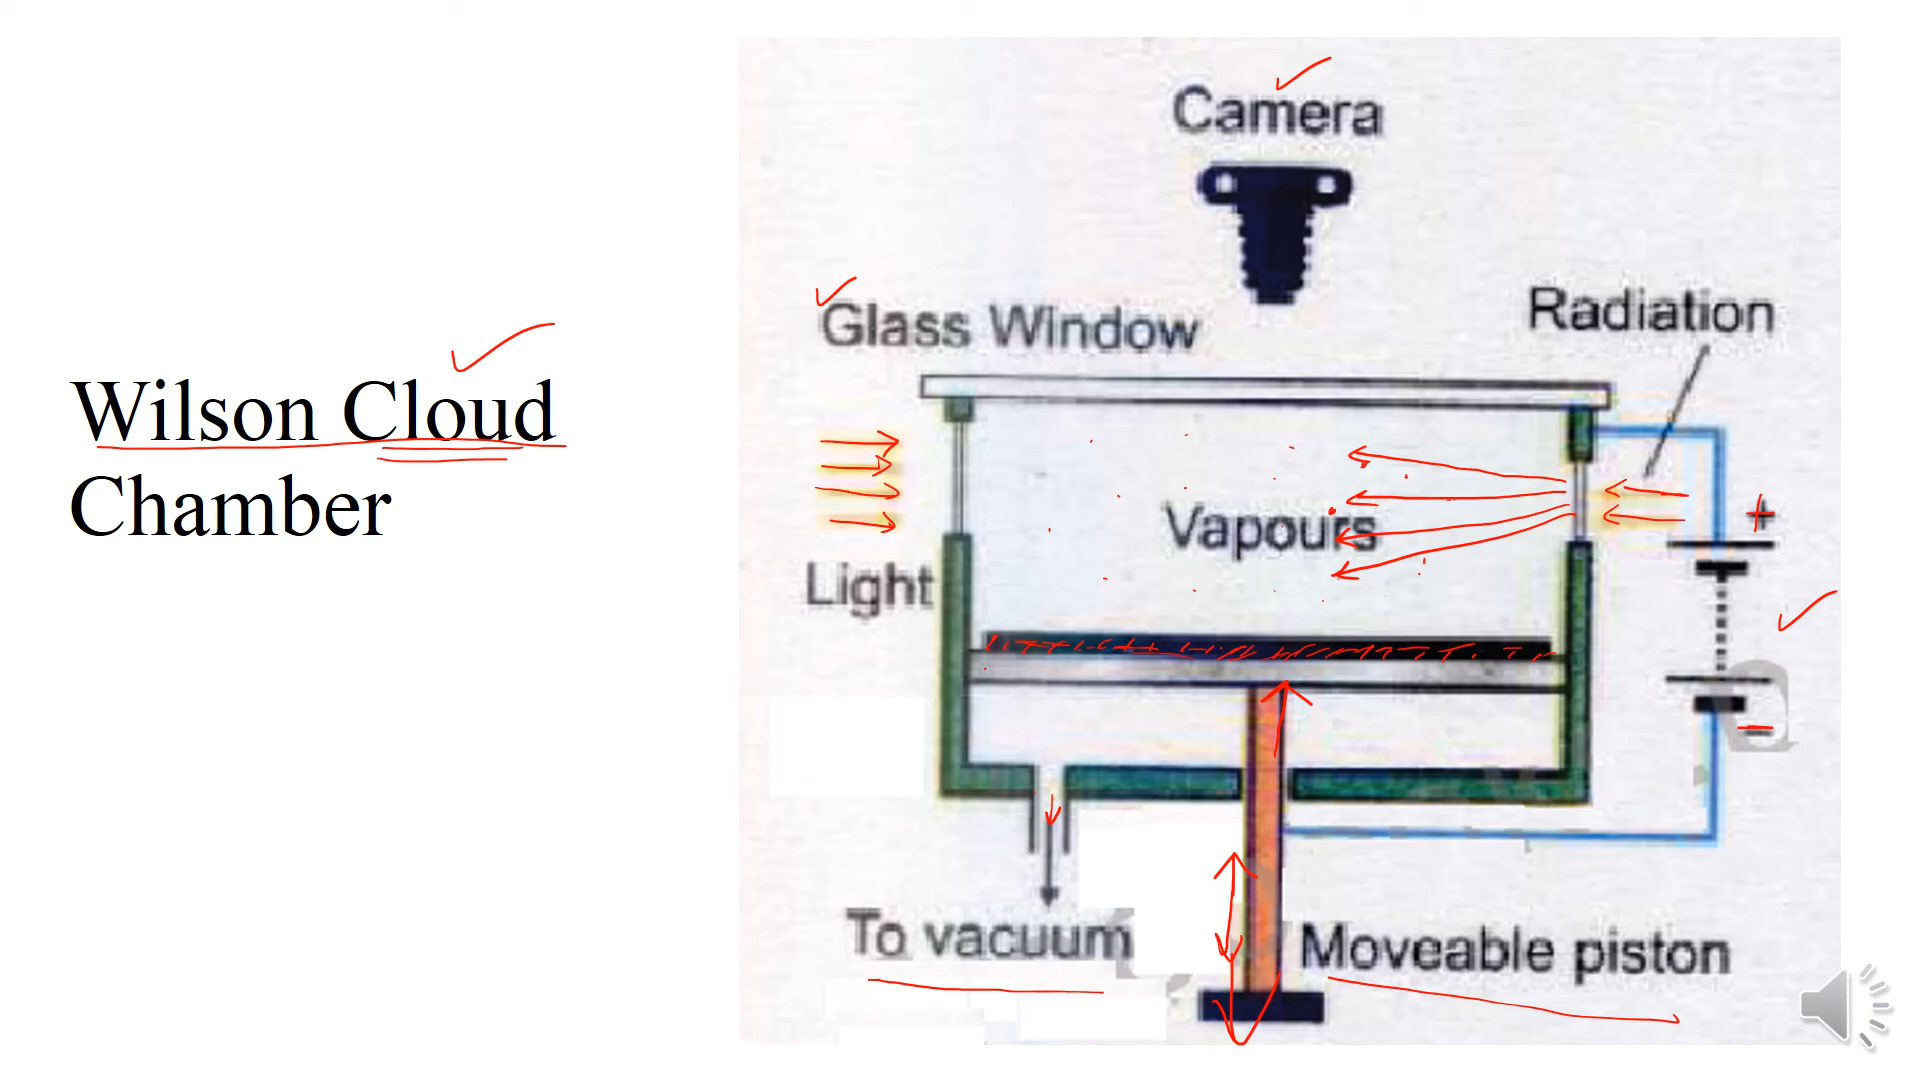 Wilson Cloud
Chamber
Camera
Glass Window
Radiation
Vapours
+
Light
-
To vacuum
Moveable piston